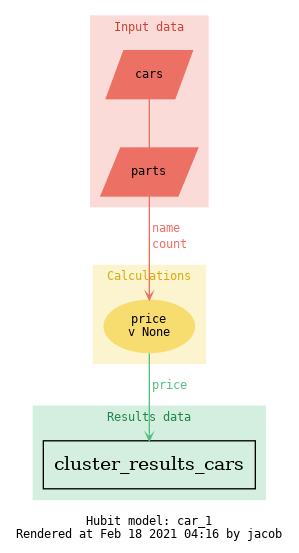 Input data
cars
parts
name
count
Calculations
price
v None
price
Results data
cluster_results_cars
Hubit model: car_1
Rendered at Feb 18 2021 04:16 by jacob